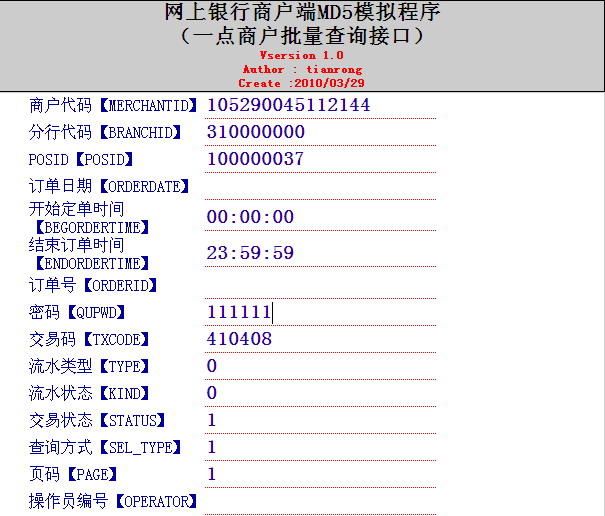 网上银行商户端MD5模拟程序
（一点商户批量查询接口）
Vsersion 1.0
Author : tianrong
Create :2010/03/29
商户代码【MERCHANTID】 105290045112144
分行代码【BRANCHID】 310000000
POSID【POSID】 100000037
订单日期【ORDERDATE】
开始定单时间
【BEGORDERTIME】 00:00:00
结束订单时间
【ENDORDERTIME】 23:59:59
订单号【ORDERID】
密码【QUPWD】 111111
交易码【TXCODE】 410408
流水类型【TYPE】 0
流水状态【KIND】 0
交易状态【STATUS】 1
查询方式【SEL_TYPE】 1
页码【PAGE】 1
操作员编号【OPERATOR】